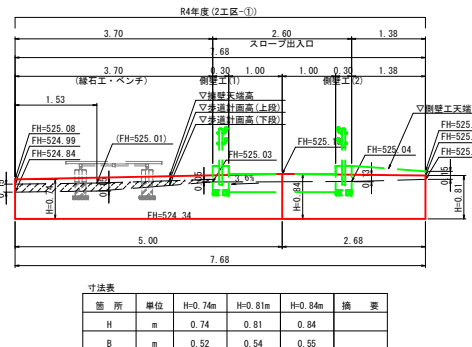 R4年度(2工区-①)
3.70 2.60 1.38
スロープ出入口
7.68
3.70 0.30 1.00 1.00 0.30 1.38
(縁石工・ベンチ) 側壁工(1) 側壁工(2)
▽擁壁天端高
1.53
▽歩道計画高(上段)
▽歩道計画高(下段)
▽側壁工天端
FH=525.08
FH=524.99
FH=524.84
(FH=525.01)
FH=525.03
FH=525.04
3.6%
H=0.84
H=0.81
FH=524.34
5.00 2.68
7.68
寸法表
箇 所 単位 H=0.74m H=0.81m H=0.84m 摘 要
H m 0.74 0.81 0.84
B m 0.52 0.54 0.55